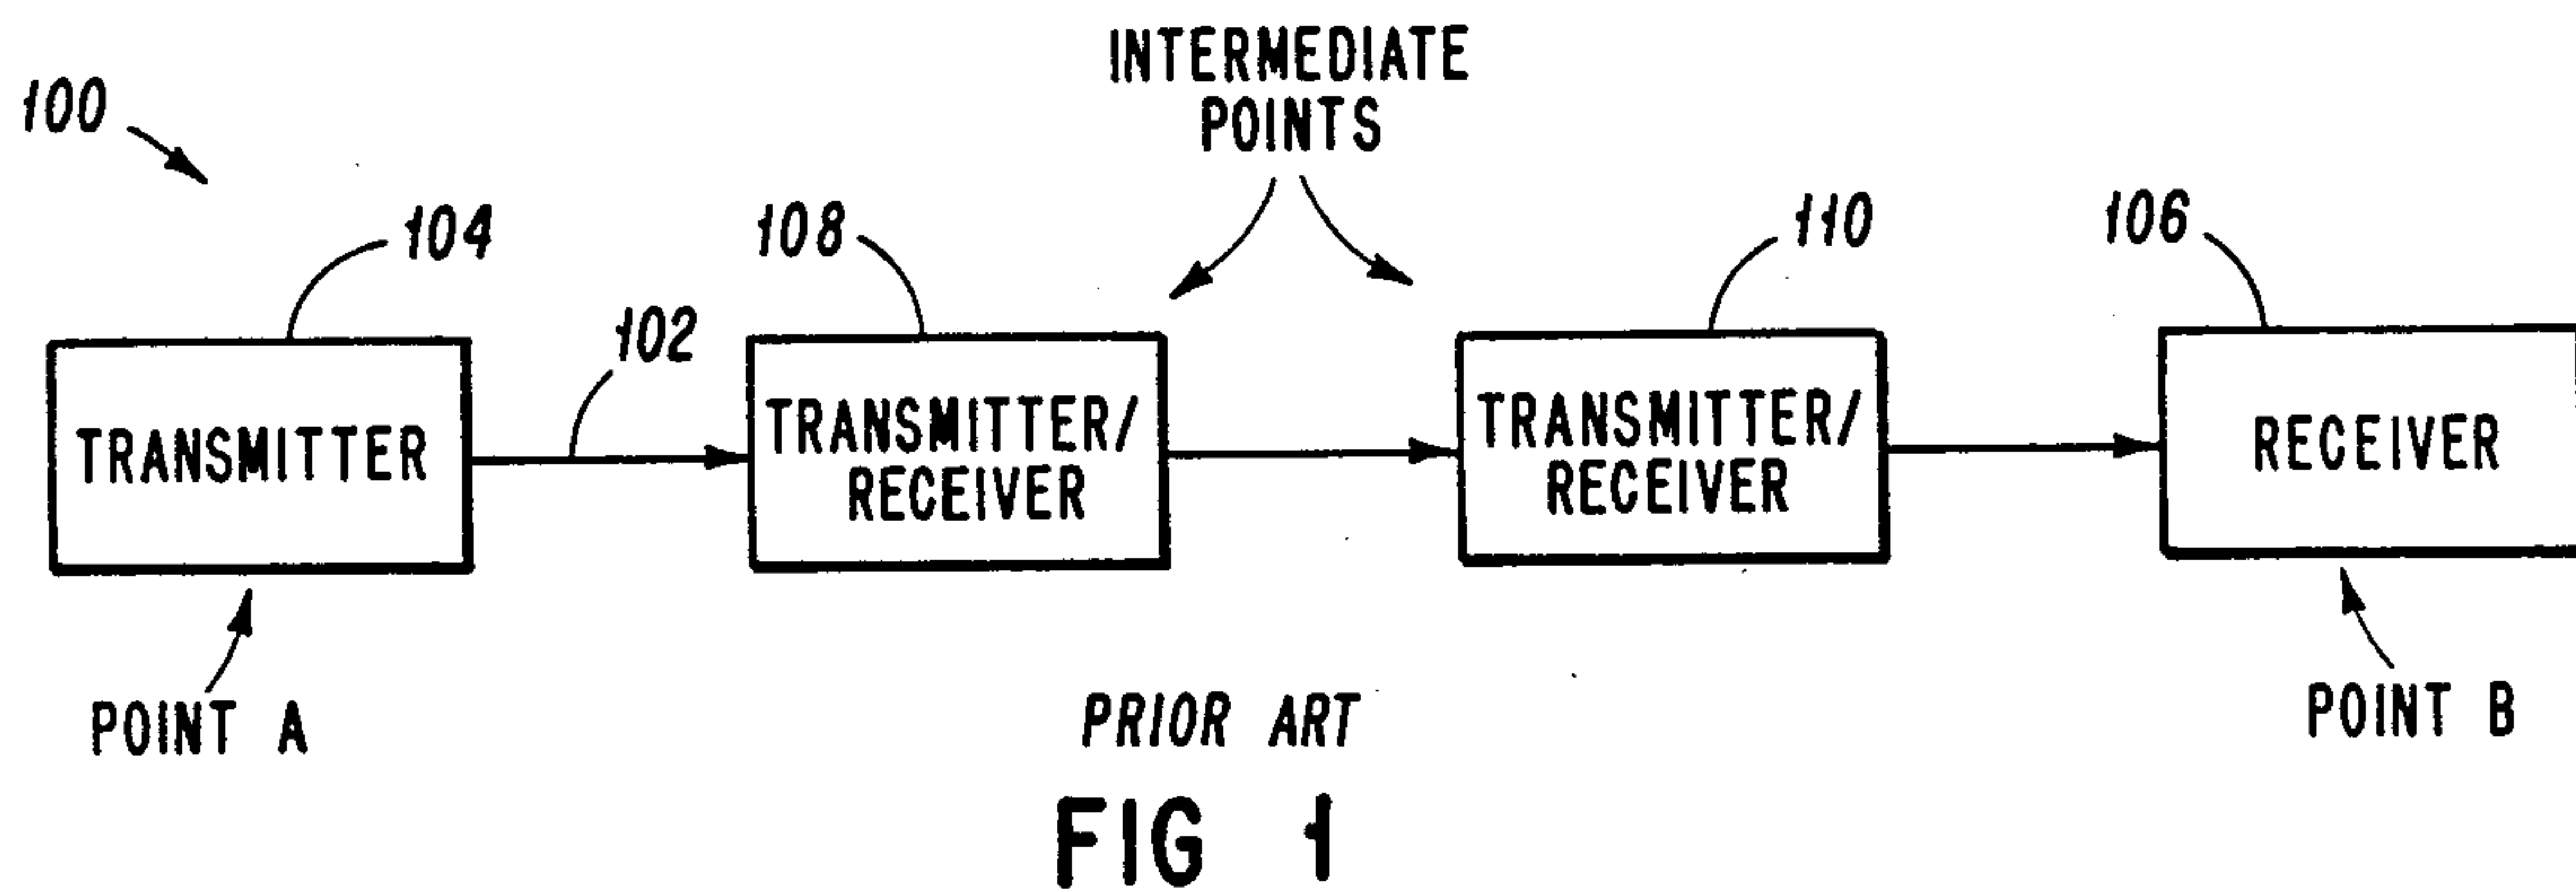 INTERMEDIATE
POINTS
100
104
108
110
106
102
TRANSMITTER
TRANSMITTER/
RECEIVER
TRANSMITTER/
RECEIVER
RECEIVER
POINT A
POINT B
PRIOR ART
FIG 1